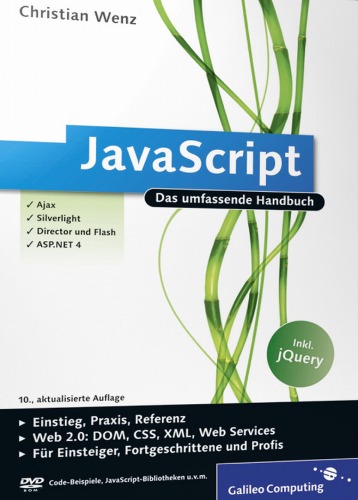 Christian Wenz
JavaScript
Das umfassende Handbuch
✓ Ajax
✓ Silverlight
✓ Director und Flash
✓ ASP.NET 4
Inkl.
jQuery
10., aktualisierte Auflage
► Einstieg, Praxis, Referenz
► Web 2.0: DOM, CSS, XML, Web Services
► Für Einsteiger, Fortgeschrittene und Profis
DVD
ROM
Code-Beispiele, JavaScript-Bibliotheken u.v.m.
Galileo Computing